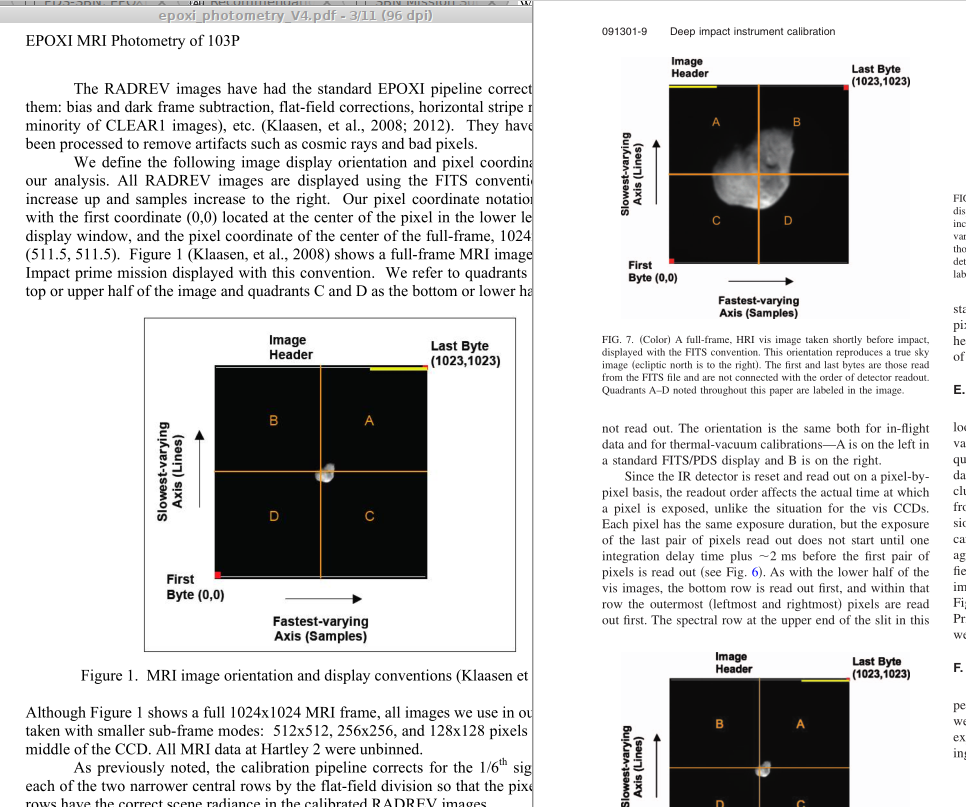 epoxi_photometry_V4.pdf - 3/11 (96 dpi)
EPOXI MRI Photometry of 103P
The RADREV images have had the standard EPOXI pipeline correct
them: bias and dark frame subtraction, flat-field corrections, horizontal stripe
minority of CLEAR1 images), etc. (Klaasen, et al., 2008; 2012). They have
been processed to remove artifacts such as cosmic rays and bad pixels.
We define the following image display orientation and pixel coordina
our analysis. All RADREV images are displayed using the FITS conventi
increase up and samples increase to the right. Our pixel coordinate notation
with the first coordinate (0,0) located at the center of the pixel in the lower le
display window, and the pixel coordinate of the center of the full-frame, 1024
(511.5, 511.5). Figure 1 (Klaasen, et al., 2008) shows a full-frame MRI image
Impact prime mission displayed with this convention. We refer to quadrants
top or upper half of the image and quadrants C and D as the bottom or lower ha
Image
Header
Last Byte
(1023,1023)
B
A
Slowest-varying
Axis (Lines)
D
C
First
Byte (0,0)
Fastest-varying
Axis (Samples)
Figure 1. MRI image orientation and display conventions (Klaasen et
Although Figure 1 shows a full 1024x1024 MRI frame, all images we use in ou
taken with smaller sub-frame modes: 512x512, 256x256, and 128x128 pixels
middle of the CCD. All MRI data at Hartley 2 were unbinned.
As previously noted, the calibration pipeline corrects for the 1/6th sig
each of the two narrower central rows by the flat-field division so that the pixe
rows have the correct scene radiance in the calibrated RADREV images.
091301-9 Deep impact instrument calibration
Image
Header
Last Byte
(1023,1023)
A
B
Slowest-varying
Axis (Lines)
C
D
First
Byte (0,0)
Fastest-varying
Axis (Samples)
FIG. 7. (Color) A full-frame, HRI vis image taken shortly before impact,
displayed with the FITS convention. This orientation reproduces a true sky
image (ecliptic north is to the right). The first and last bytes are those read
from the FITS file and are not connected with the order of detector readout.
Quadrants A–D noted throughout this paper are labeled in the image.
not read out. The orientation is the same both for in-flight
data and for thermal-vacuum calibrations—A is on the left in
a standard FITS/PDS display and B is on the right.
Since the IR detector is reset and read out on a pixel-by-
pixel basis, the readout order affects the actual time at which
a pixel is exposed, unlike the situation for the vis CCDs.
Each pixel has the same exposure duration, but the exposure
of the last pair of pixels read out does not start until one
integration delay time plus ~2 ms before the first pair of
pixels is read out (see Fig. 6). As with the lower half of the
vis images, the bottom row is read out first, and within that
row the outermost (leftmost and rightmost) pixels are read
out first. The spectral row at the upper end of the slit in this
Image
Header
Last Byte
(1023,1023)
B
A
Slowest-varying
Axis (Lines)
D
C
FIG
dis
inc
var
tho
det
lab
sta
pix
he
of
E.
loc
va
qu
da
clu
fro
sio
ca
ag
fie
im
Fig
Pr
we
F.
pe
we
ex
ing